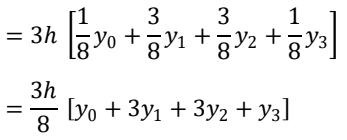 = 3h [1/8 y₀ + 3/8 y₁ + 3/8 y₂ + 1/8 y₃]
= 3h/8 [y₀ + 3y₁ + 3y₂ + y₃]